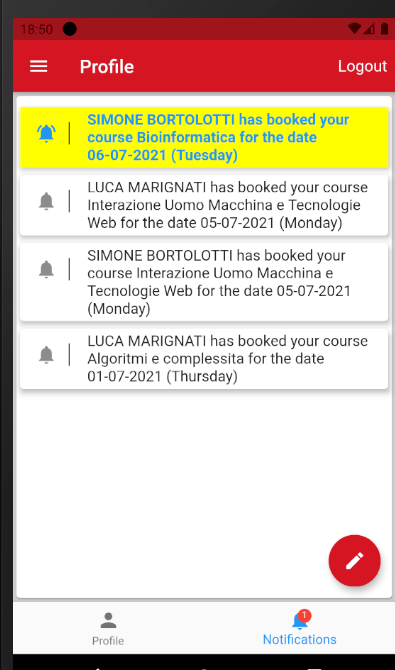 18:50
Profile
Logout
SIMONE BORTOLOTTI has booked your
course Bioinformatica for the date
06-07-2021 (Tuesday)
LUCA MARIGNATI has booked your course
Interazione Uomo Macchina e Tecnologie
Web for the date 05-07-2021 (Monday)
SIMONE BORTOLOTTI has booked your
course Interazione Uomo Macchina e
Tecnologie Web for the date 05-07-2021
(Monday)
LUCA MARIGNATI has booked your course
Algoritmi e complessita for the date
01-07-2021 (Thursday)
1
Profile
Notifications